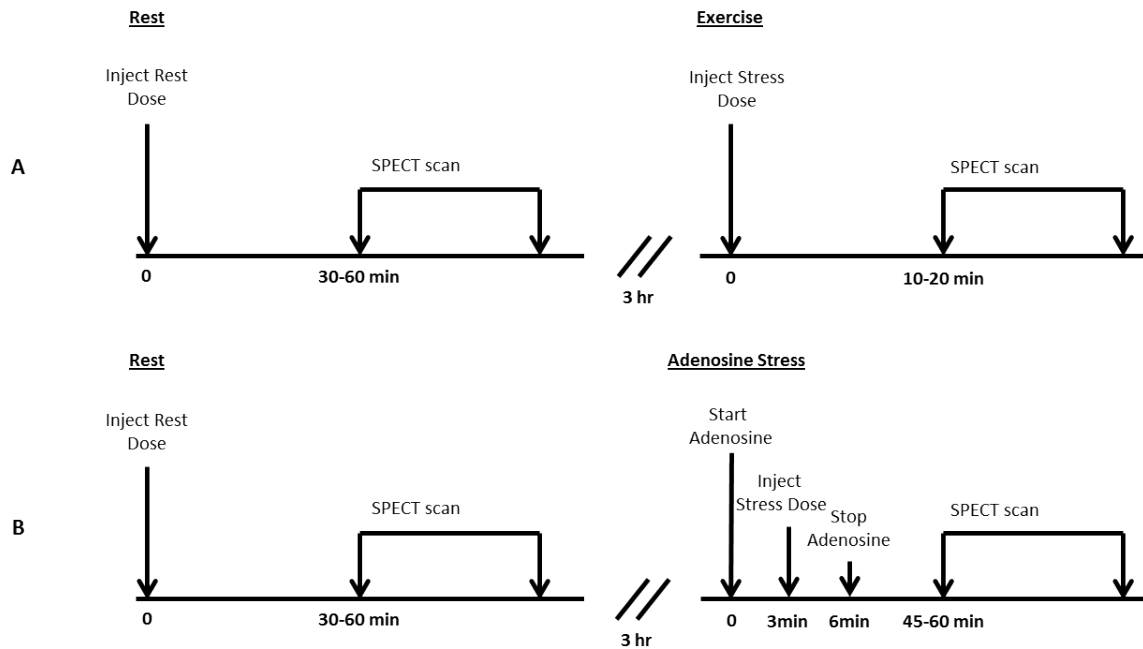 Rest
Exercise
Inject Rest
Dose
Inject Stress
Dose
A
SPECT scan
SPECT scan
0
30-60 min
3 hr
0
10-20 min
Rest
Adenosine Stress
Inject Rest
Dose
Start
Adenosine
Inject
Stress Dose
Stop
Adenosine
B
SPECT scan
SPECT scan
0
30-60 min
3 hr
0
3min
6min
45-60 min